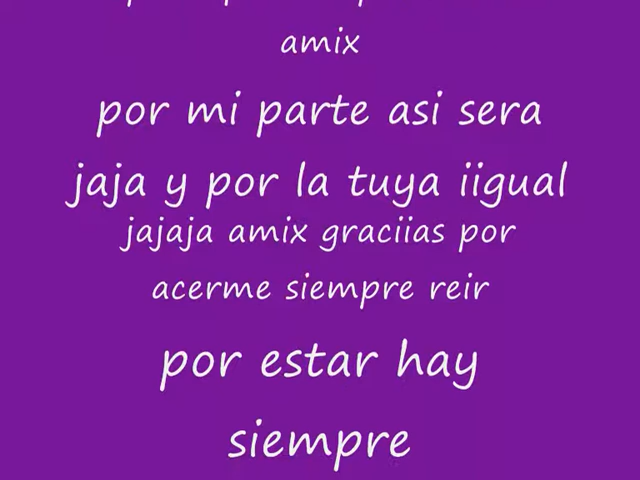 amix
por mi parte asi sera
jaja y por la tuya iigual
jajaja amix graciias por
acerme siempre reir
por estar hay
siempre